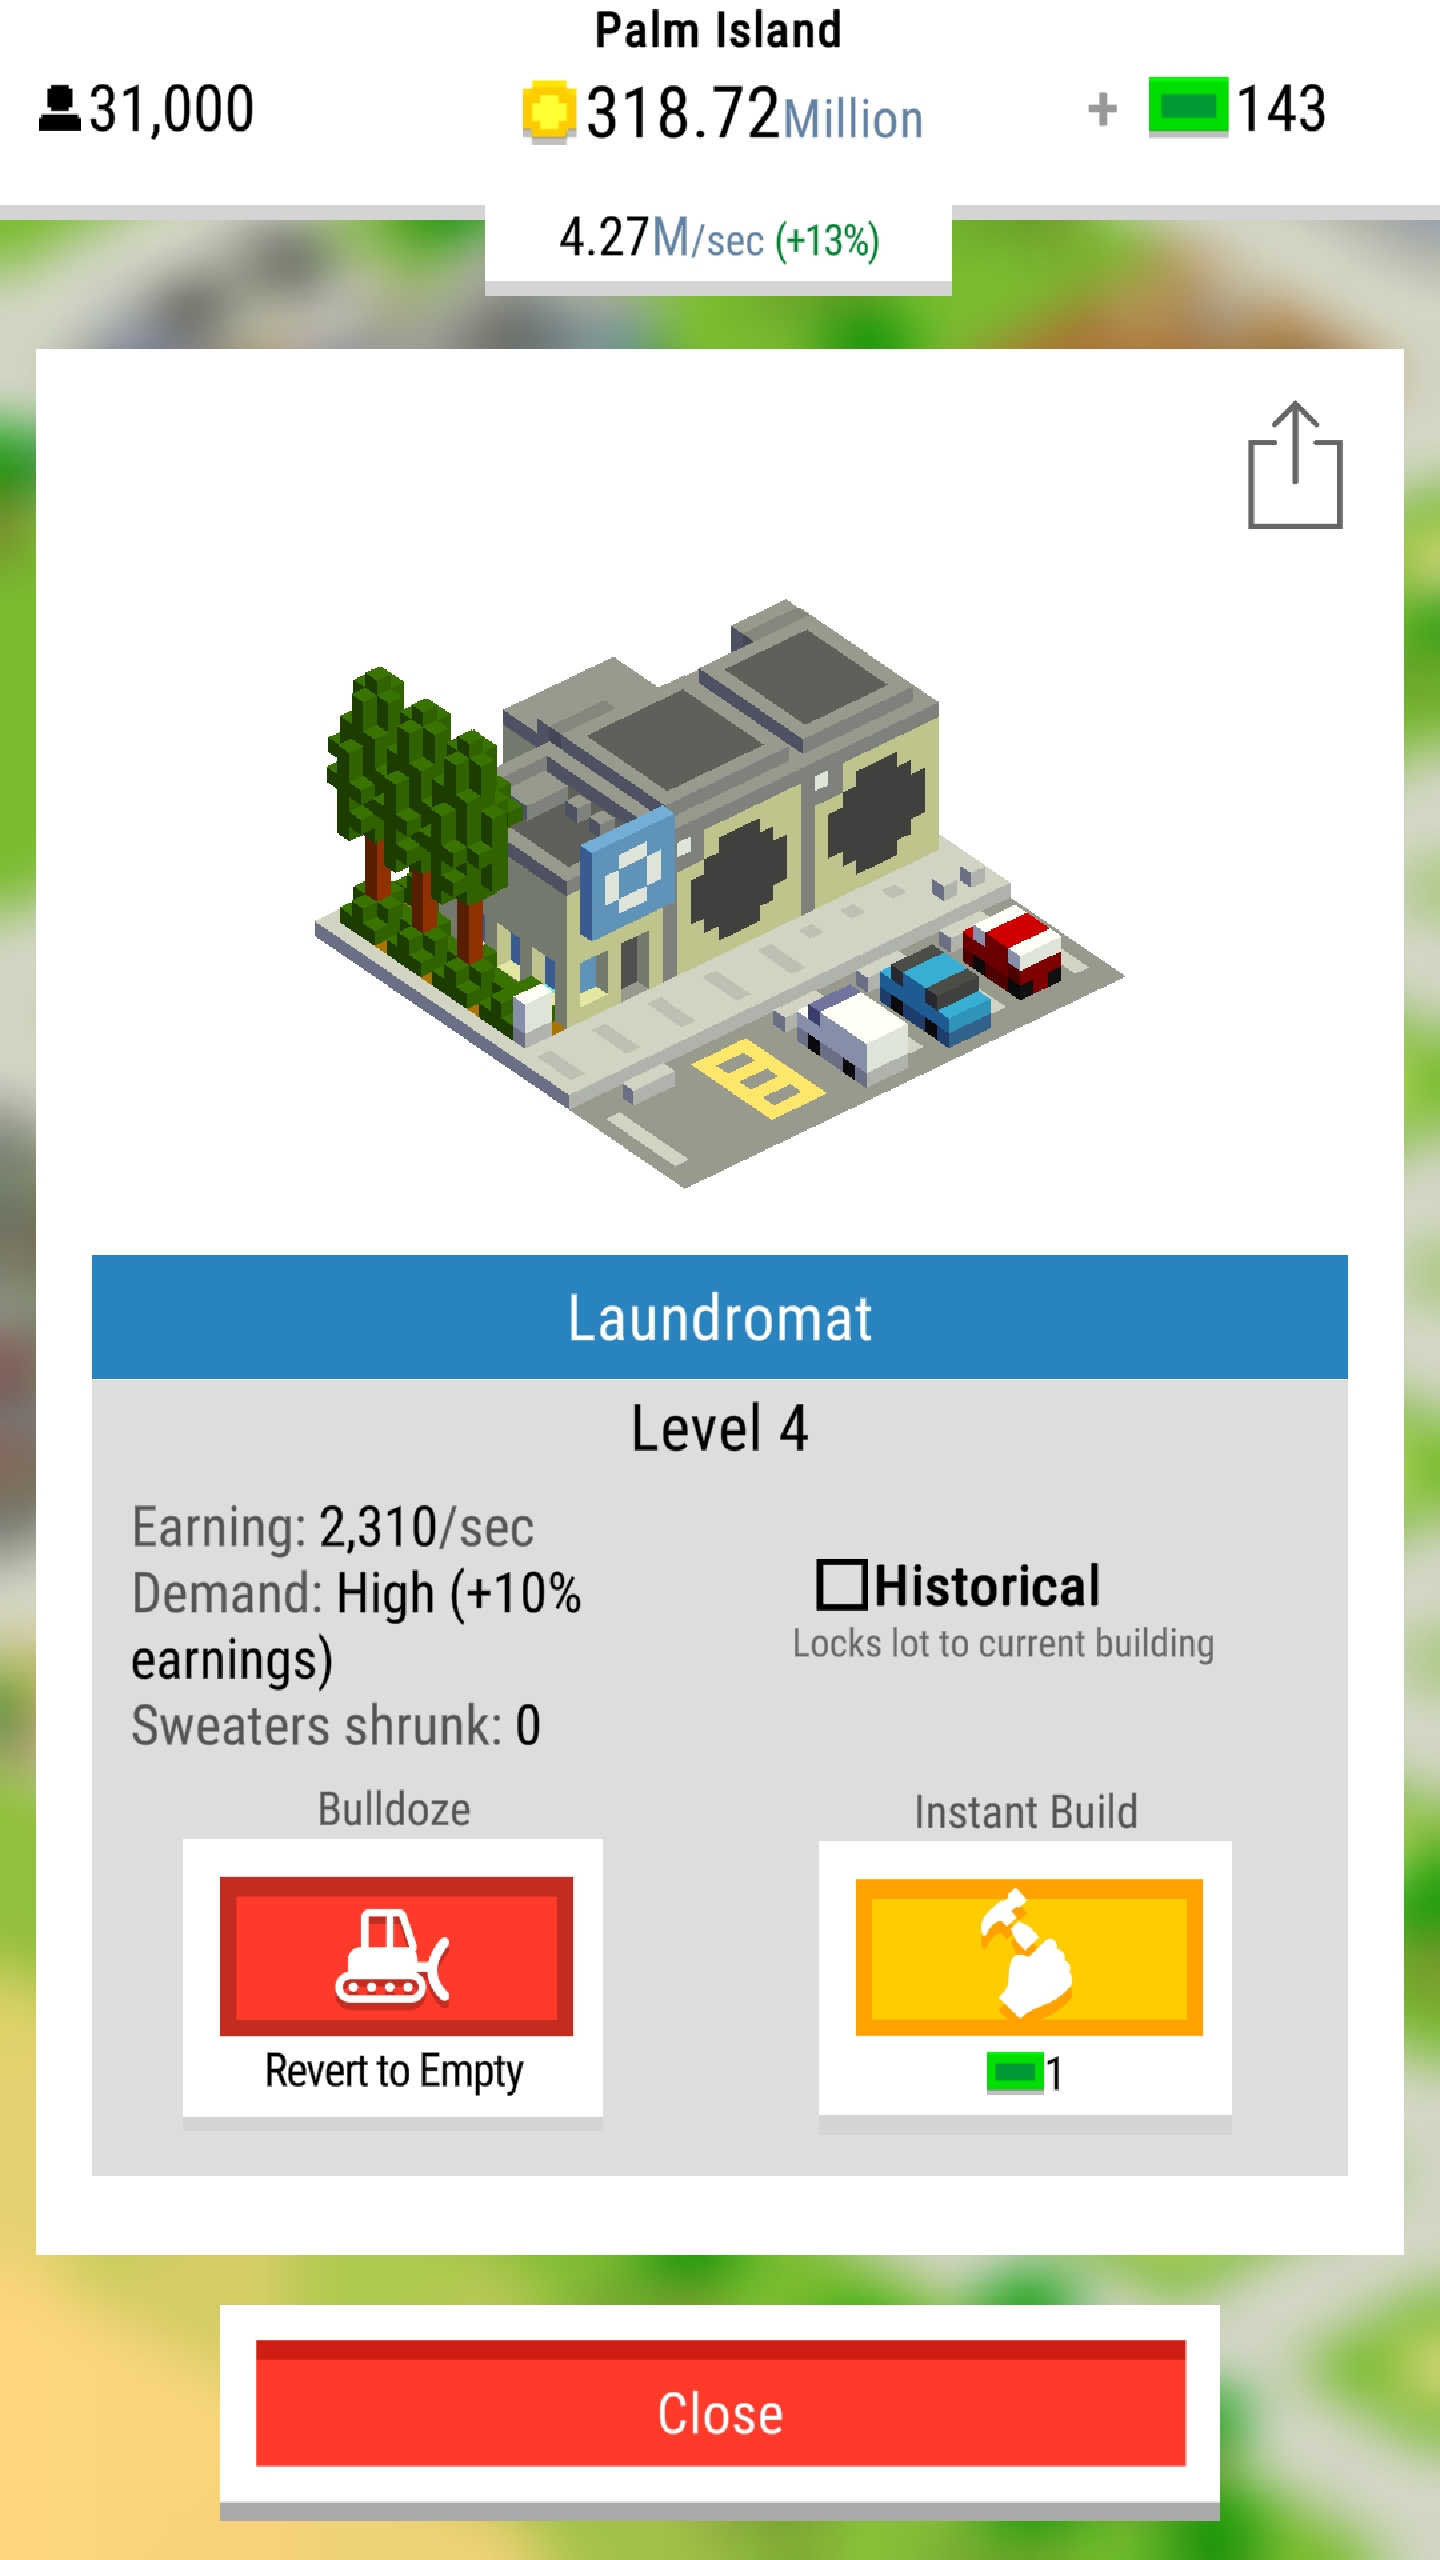 Palm Island
31,000
318.72Million
+ 143
4.27M/sec (+13%)
Laundromat
Level 4
Earning: 2,310/sec
Demand: High (+10%
earnings)
Sweaters shrunk: 0
Historical
Locks lot to current building
Bulldoze
Revert to Empty
Instant Build
1
Close